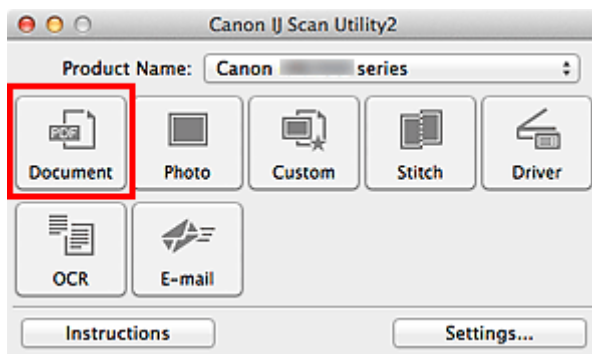 Canon IJ Scan Utility2
Product Name: Canon series
PDF
Document Photo Custom Stitch Driver
OCR E-mail
Instructions Settings...